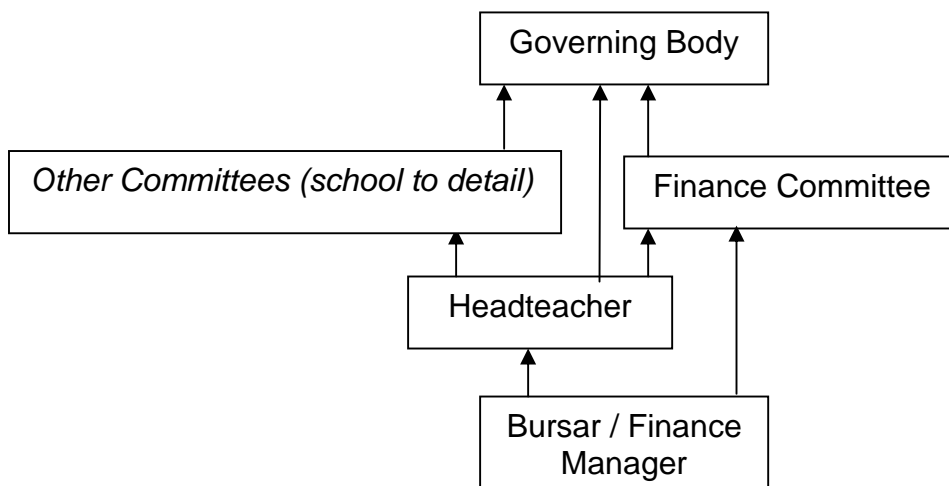 Governing Body
Other Committees (school to detail)
Finance Committee
Headteacher
Bursar / Finance
Manager